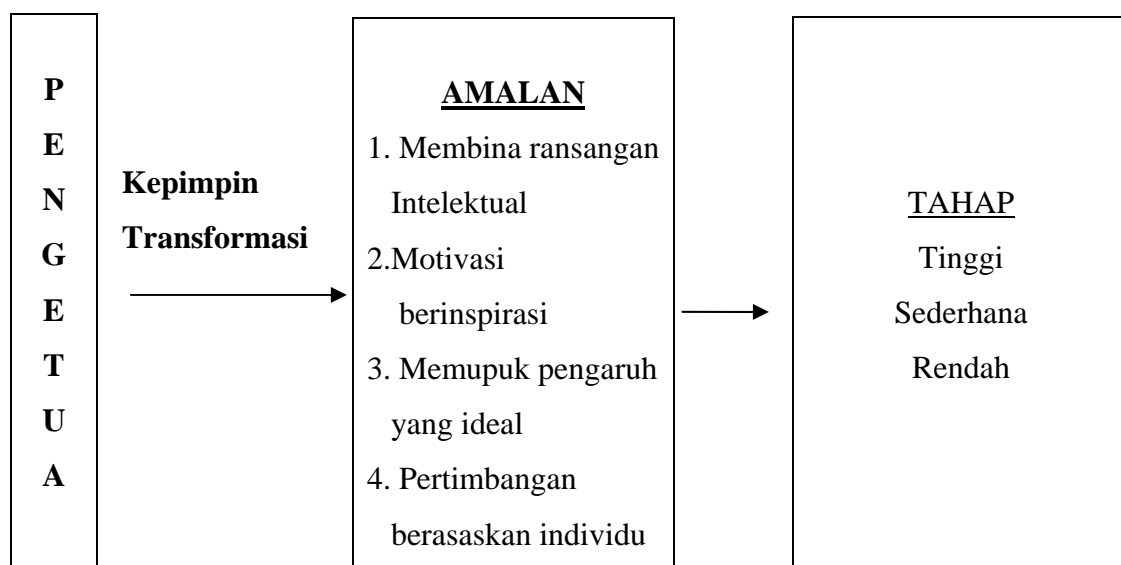 P
E
N
G
E
T
U
A
Kepimpin
Transformasi
AMALAN
1. Membina ransangan
Intelektual
2.Motivasi
berinspirasi
3. Memupuk pengaruh
yang ideal
4. Pertimbangan
berasaskan individu
TAHAP
Tinggi
Sederhana
Rendah